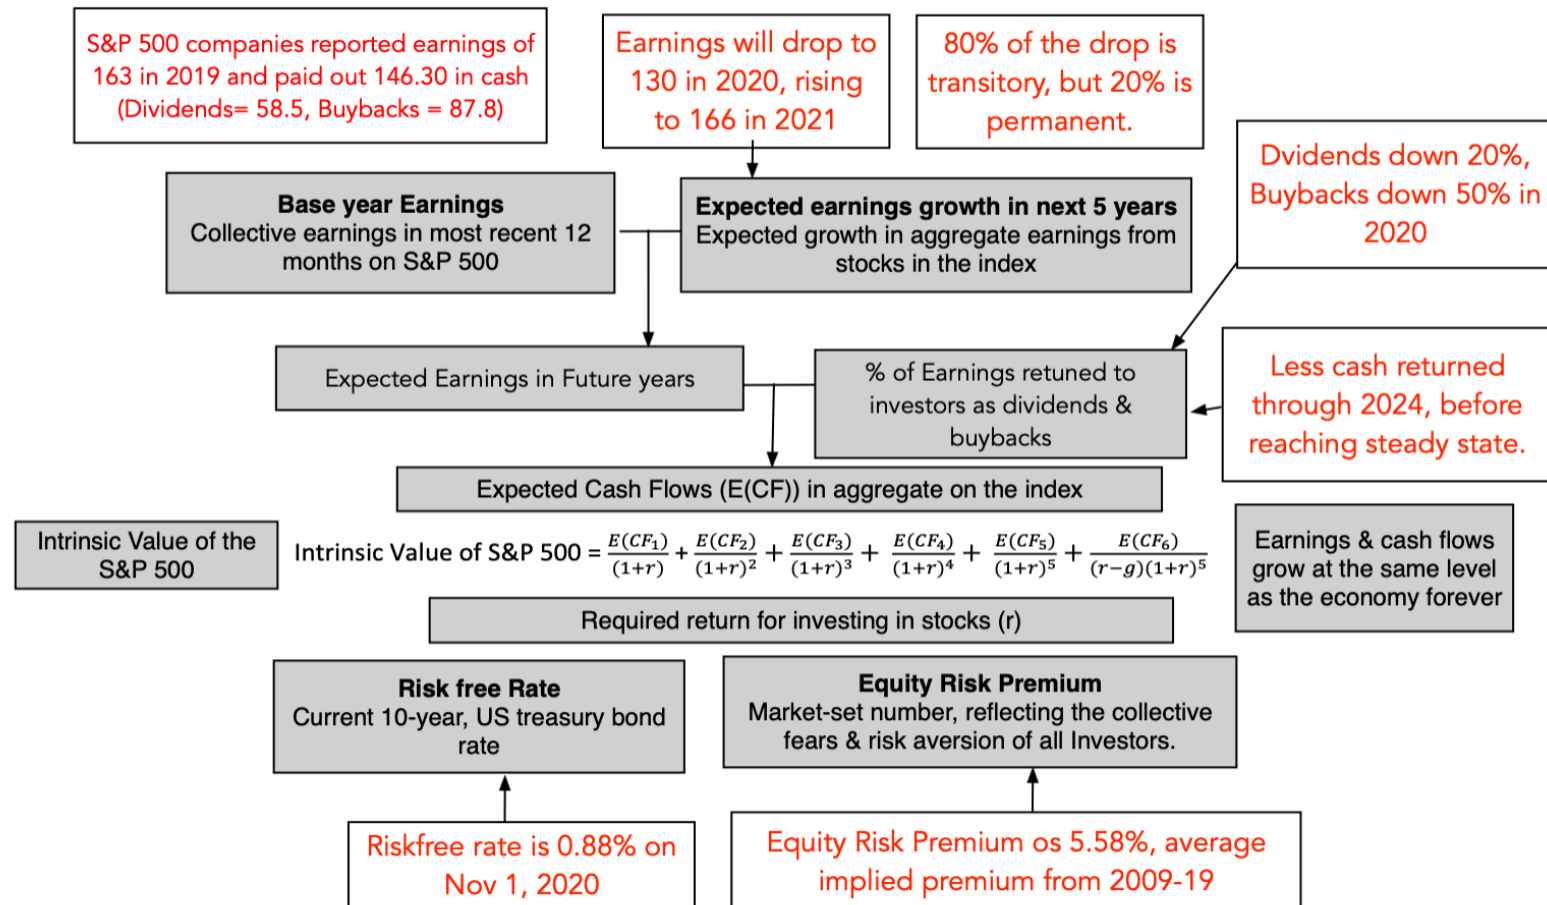 S&P 500 companies reported earnings of
163 in 2019 and paid out 146.30 in cash
(Dividends= 58.5, Buybacks = 87.8)
Earnings will drop to
130 in 2020, rising
to 166 in 2021
80% of the drop is
transitory, but 20% is
permanent.
Dvidends down 20%,
Buybacks down 50% in
2020
Base year Earnings
Collective earnings in most recent 12
months on S&P 500
Expected earnings growth in next 5 years
Expected growth in aggregate earnings from
stocks in the index
Expected Earnings in Future years
% of Earnings retuned to
investors as dividends &
buybacks
Less cash returned
through 2024, before
reaching steady state.
Expected Cash Flows (E(CF)) in aggregate on the index
Intrinsic Value of the
S&P 500
Intrinsic Value of S&P 500 = E(CF₁)/(1+r) + E(CF₂)/(1+r)² + E(CF₃)/(1+r)³ + E(CF₄)/(1+r)⁴ + E(CF₅)/(1+r)⁵ + E(CF₆)/(r−g)(1+r)⁵
Earnings & cash flows
grow at the same level
as the economy forever
Required return for investing in stocks (r)
Risk free Rate
Current 10-year, US treasury bond
rate
Equity Risk Premium
Market-set number, reflecting the collective
fears & risk aversion of all Investors.
Riskfree rate is 0.88% on
Nov 1, 2020
Equity Risk Premium os 5.58%, average
implied premium from 2009-19